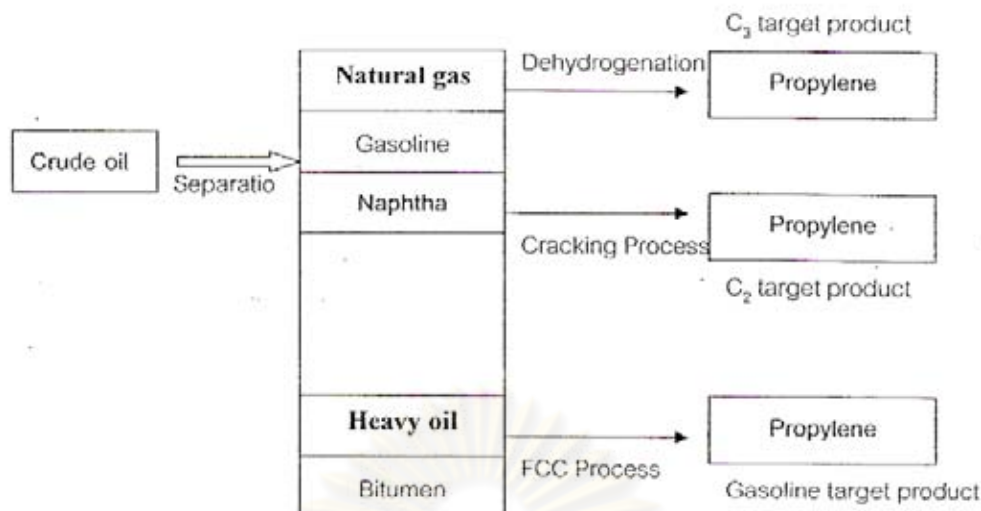 C₃ target product
Natural gas
Dehydrogenation
Propylene
Crude oil
Separatio
Gasoline
Naphtha
Cracking Process
Propylene
C₂ target product
Heavy oil
FCC Process
Propylene
Bitumen
Gasoline target product